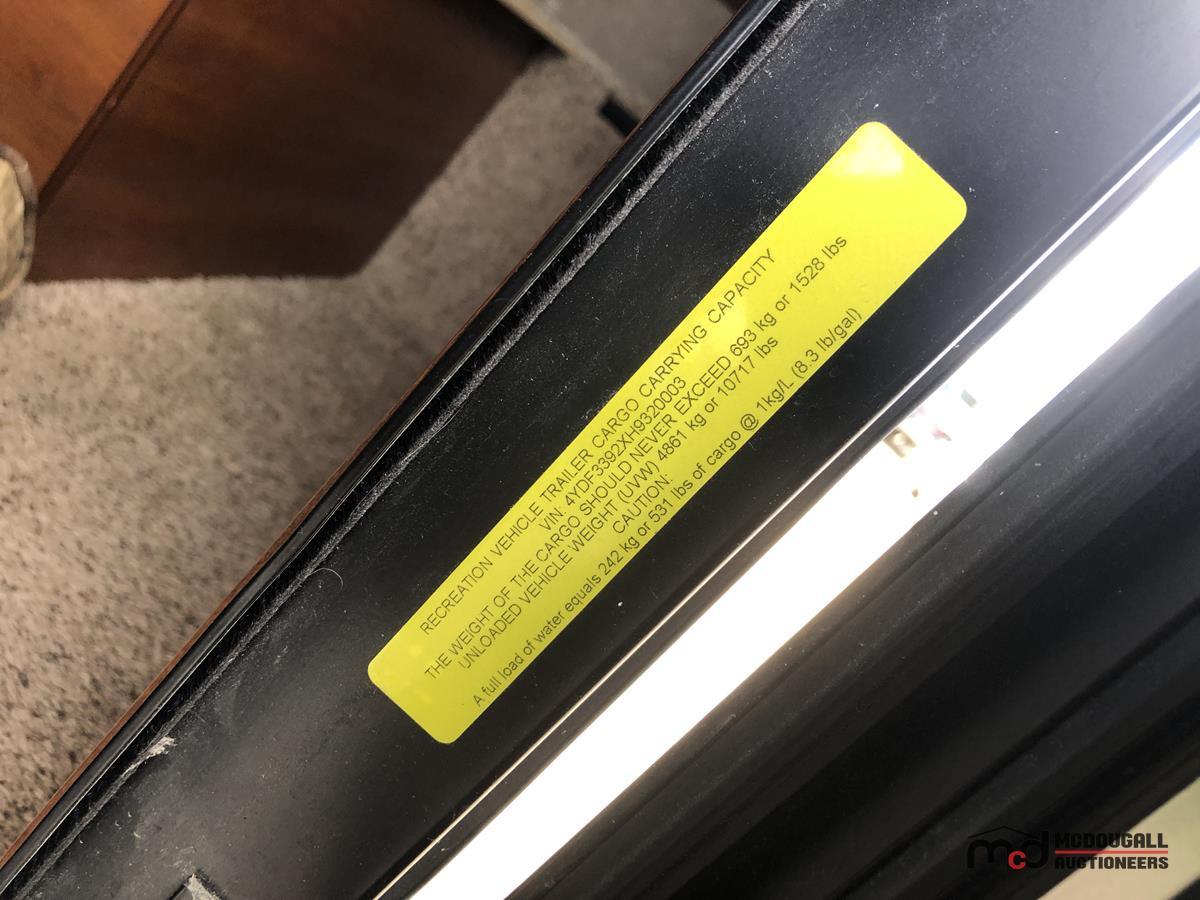 RECREATION VEHICLE TRAILER CARGO CARRYING CAPACITY
VIN: 4YDF3392XH9320003
THE WEIGHT OF THE CARGO SHOULD NEVER EXCEED 693 kg or 1528 lbs
UNLOADED VEHICLE WEIGHT (UVW) 4861 kg or 10717 lbs
CAUTION:
A full load of water equals 242 kg or 531 lbs of cargo @ 1kg/L (8.3 lb/gal)
mcd
MCDOUGALL
AUCTIONEERS